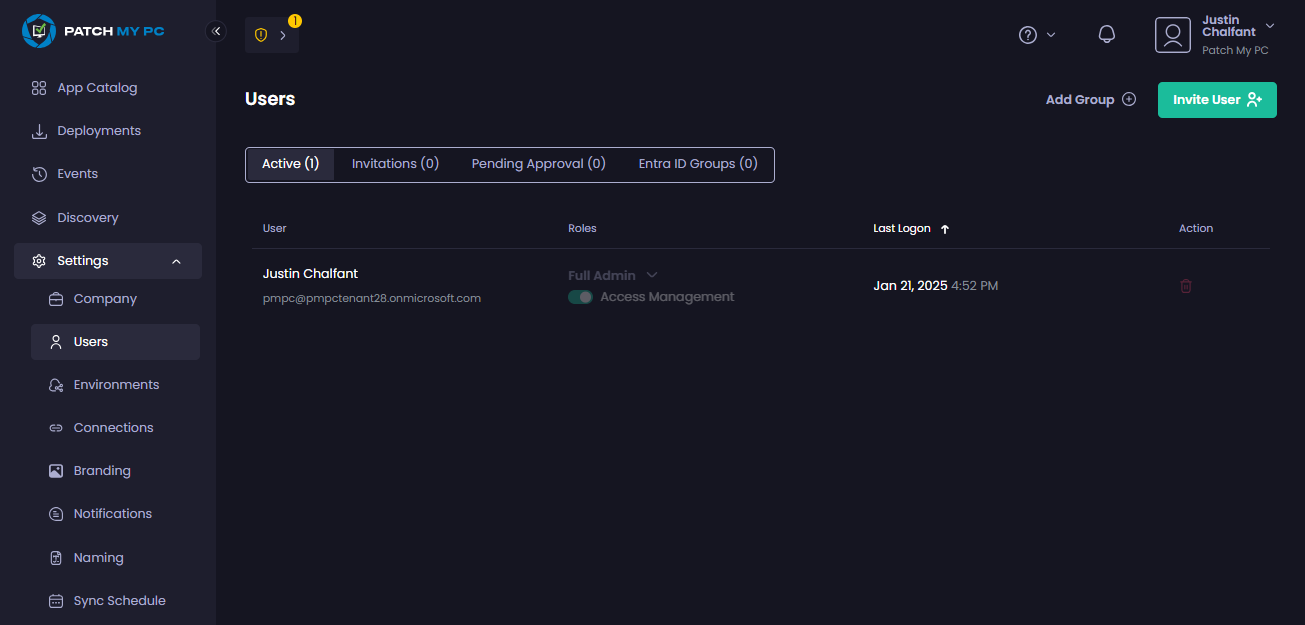 PATCH MY PC
1
Justin
Chalfant
Patch My PC
App Catalog
Deployments
Events
Discovery
Settings
Company
Users
Environments
Connections
Branding
Notifications
Naming
Sync Schedule
Users
Add Group
Invite User
Active (1) Invitations (0) Pending Approval (0) Entra ID Groups (0)
User Roles Last Logon Action
Justin Chalfant
pmpc@pmpctenant28.onmicrosoft.com
Full Admin
Access Management
Jan 21, 2025 4:52 PM